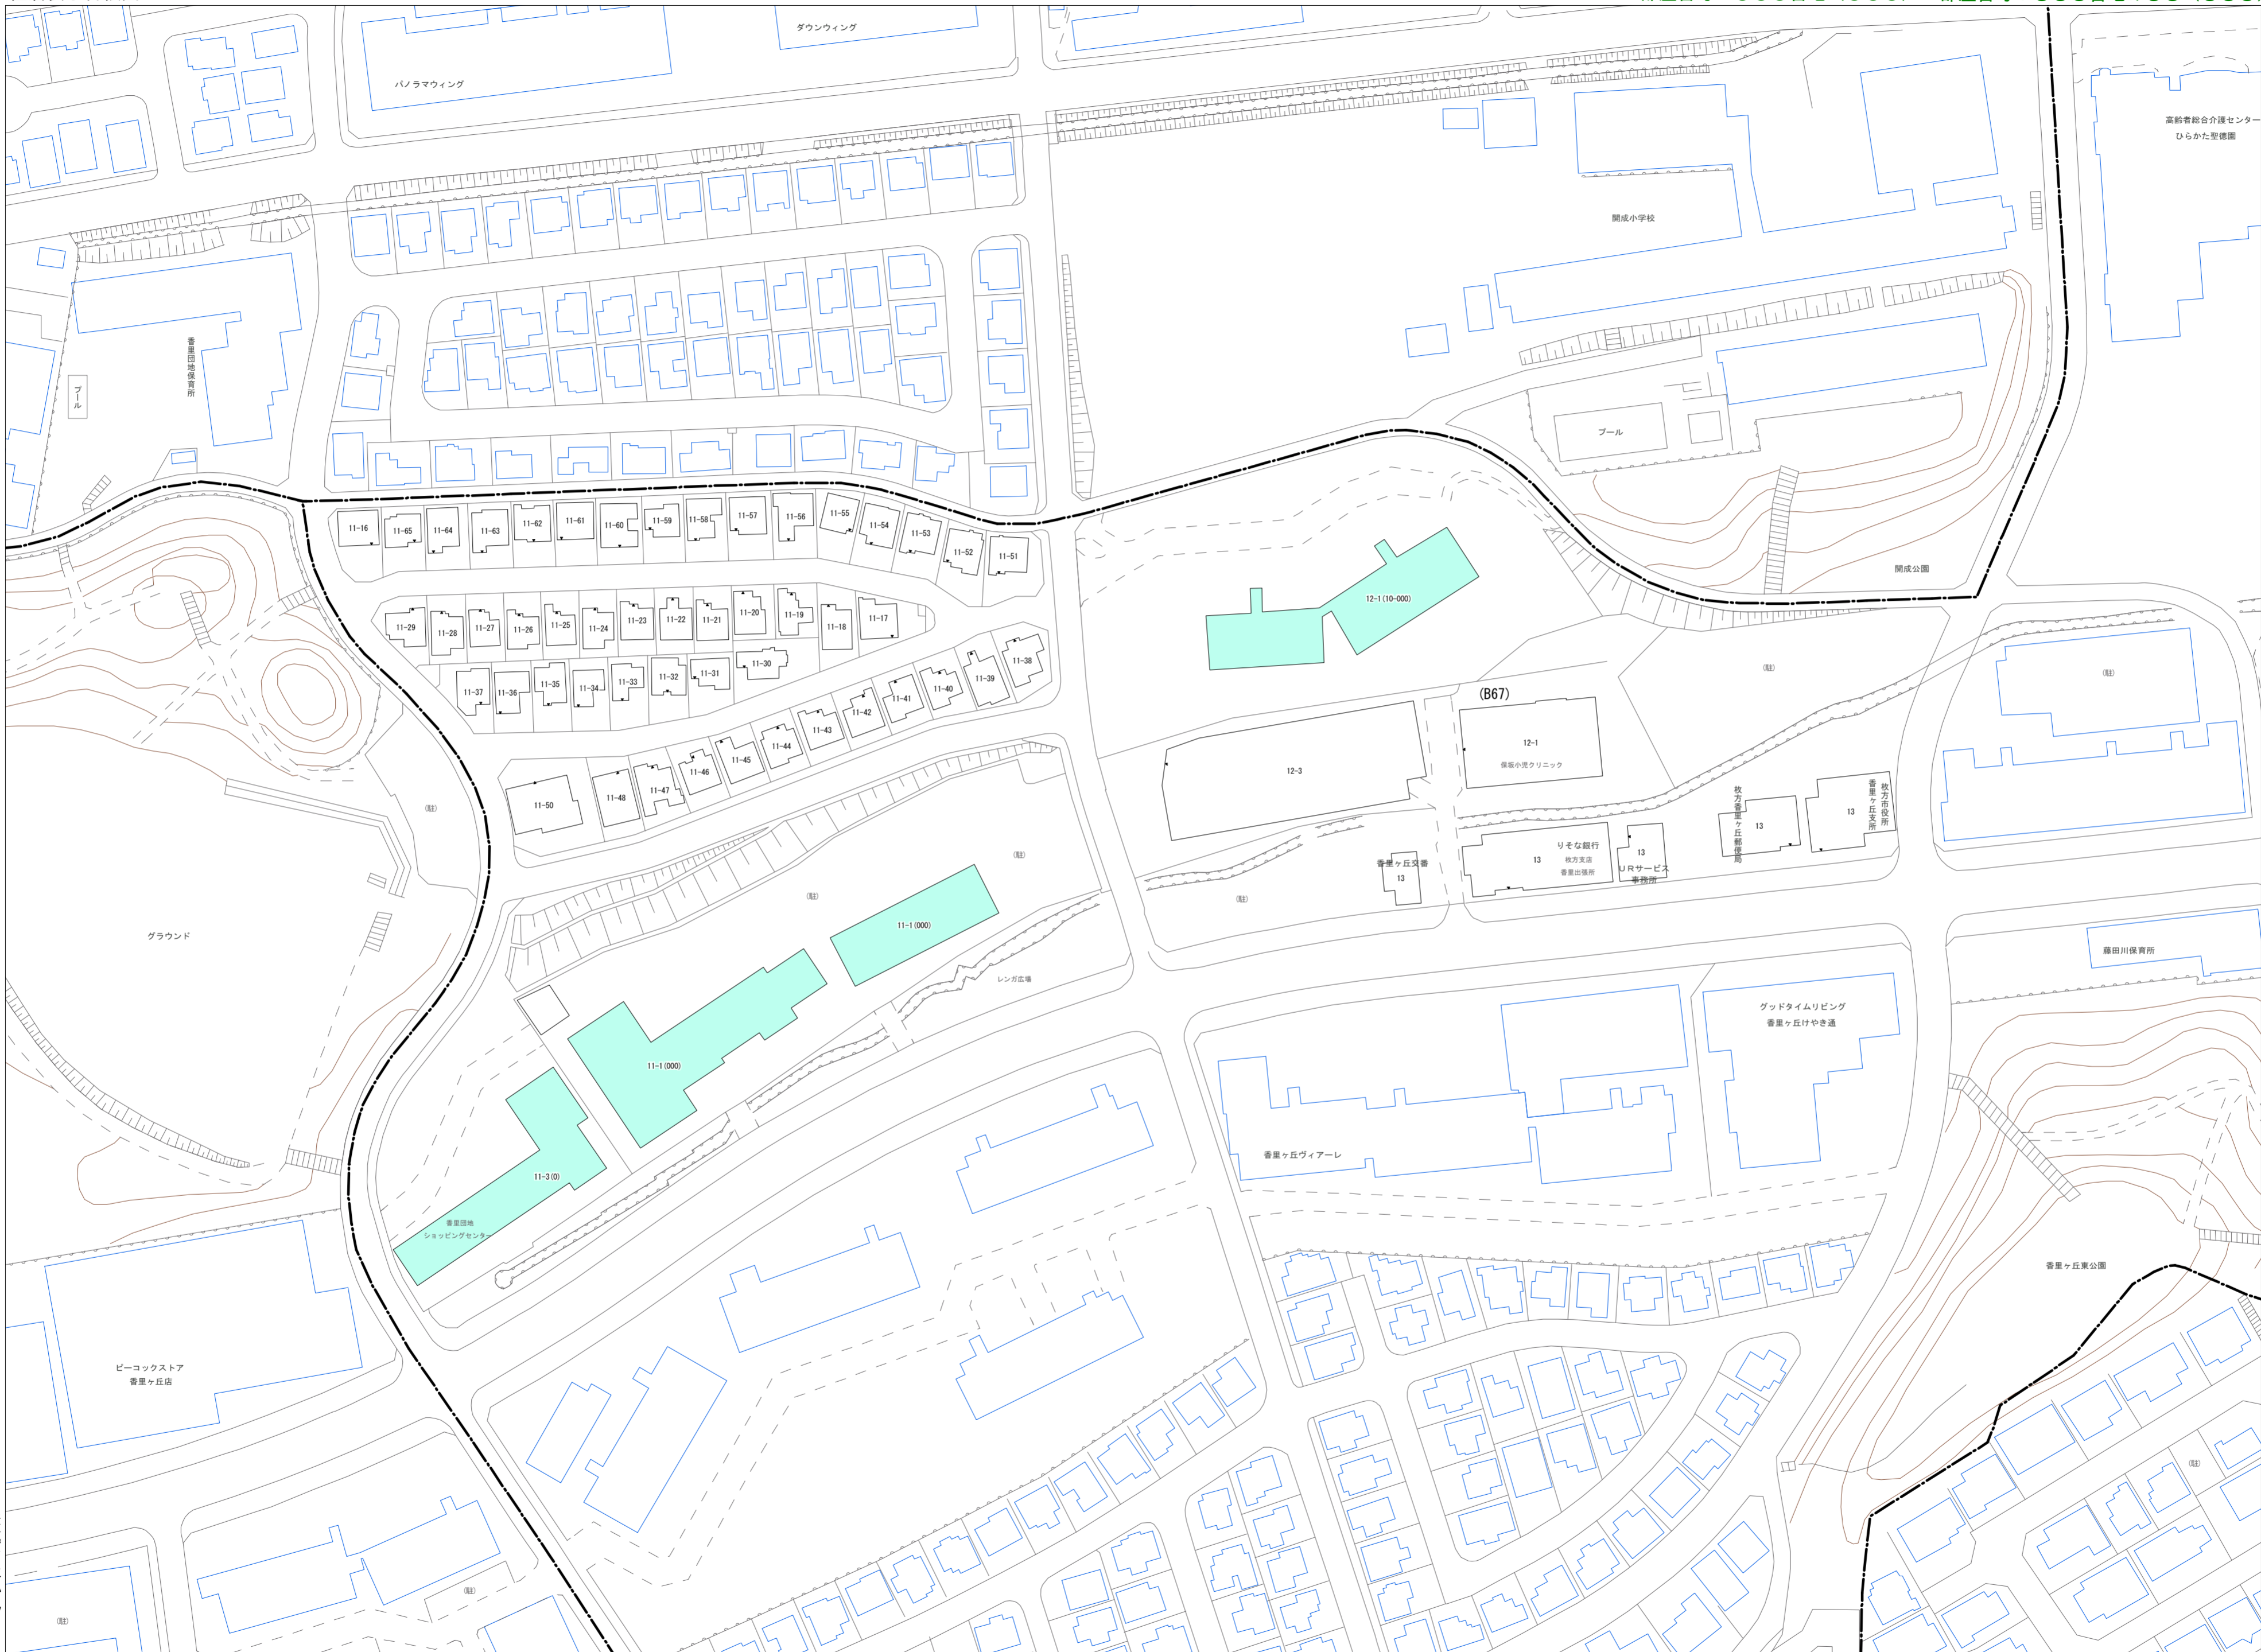 ダウンウィング
パノラマウィング
高齢者総合介護センター
ひらかた聖徳園
開成小学校
香里団地保育所
プール
プール
開成公園
11-16
11-65
11-64
11-63
11-62
11-61
11-60
11-59
11-58
11-57
11-56
11-55
11-54
11-53
11-52
11-51
12-1(10-000)
11-29
11-28
11-27
11-26
11-25
11-24
11-23
11-22
11-21
11-20
11-19
11-18
11-17
11-37
11-36
11-35
11-34
11-33
11-32
11-31
11-30
11-38
11-39
11-40
11-41
11-42
11-43
11-44
11-45
11-46
11-47
11-48
11-50
(B67)
(駐)
(駐)
12-3
12-1
保坂小児クリニック
(駐)
枚方香里ヶ丘郵便局
13
枚方市役所
香里ヶ丘支所
13
りそな銀行
枚方支店
香里出張所
13
13
URサービス
事務所
香里ヶ丘交番
13
(駐)
(駐)
(駐)
11-1(000)
グラウンド
レンガ広場
藤田川保育所
グッドタイムリビング
香里ヶ丘けやき通
11-1(000)
香里ヶ丘ヴィアーレ
11-3(0)
香里団地
ショッピングセンター
香里ヶ丘東公園
ピーコックストア
香里ヶ丘店
(駐)
(駐)
(駐)